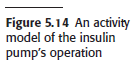 Figure 5.14 An activity
model of the insulin
pump's operation